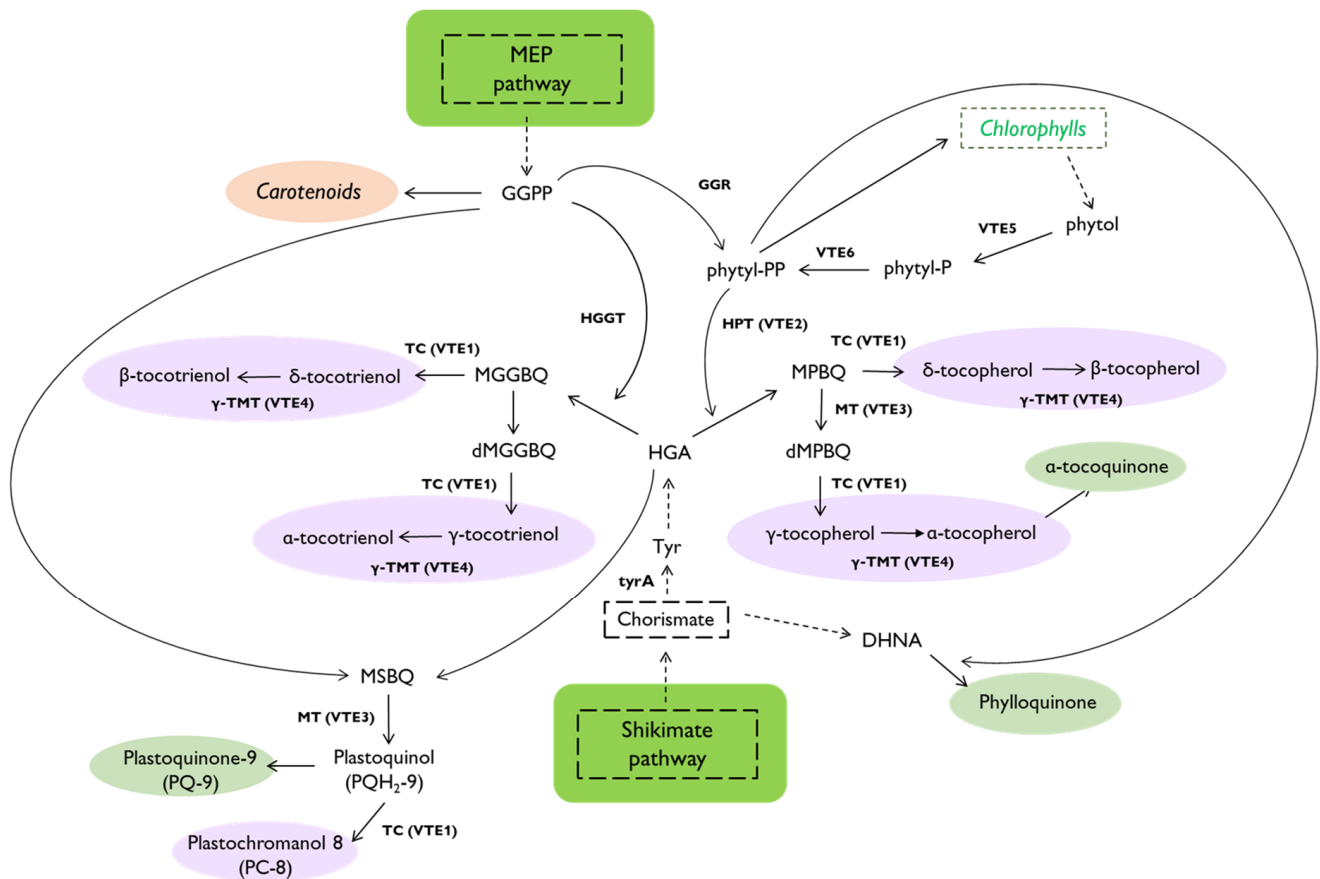 MEP
pathway
Chlorophylls
Carotenoids
GGPP
GGR
phytol
VTE5
VTE6
phytyl-PP
phytyl-P
HGGT
HPT (VTE2)
TC (VTE1)
TC (VTE1)
β-tocotrienol
δ-tocotrienol
MGGBQ
MPBQ
δ-tocopherol
β-tocopherol
γ-TMT (VTE4)
γ-TMT (VTE4)
MT (VTE3)
dMGGBQ
HGA
dMPBQ
α-tocoquinone
TC (VTE1)
TC (VTE1)
α-tocotrienol
γ-tocotrienol
γ-tocopherol
α-tocopherol
γ-TMT (VTE4)
γ-TMT (VTE4)
Tyr
tyrA
Chorismate
DHNA
MSBQ
Phylloquinone
MT (VTE3)
Shikimate
pathway
Plastoquinone-9
(PQ-9)
Plastoquinol
(PQH₂-9)
TC (VTE1)
Plastochromanol 8
(PC-8)